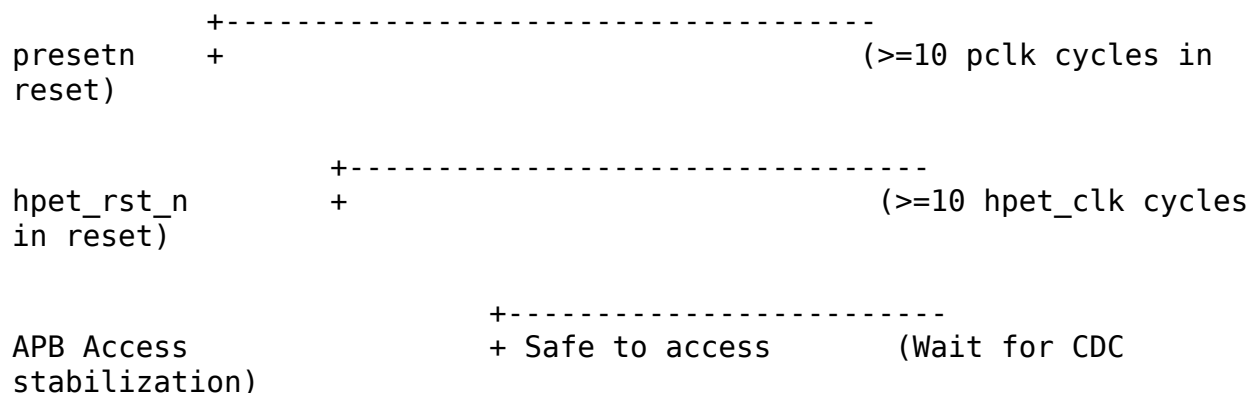 +-------------------------------------
presetn     +                                     (>=10 pclk cycles in
reset)
                    +---------------------------------
hpet_rst_n          +                              (>=10 hpet_clk cycles
in reset)
                             +-------------------------
APB Access                   + Safe to access       (Wait for CDC
stabilization)